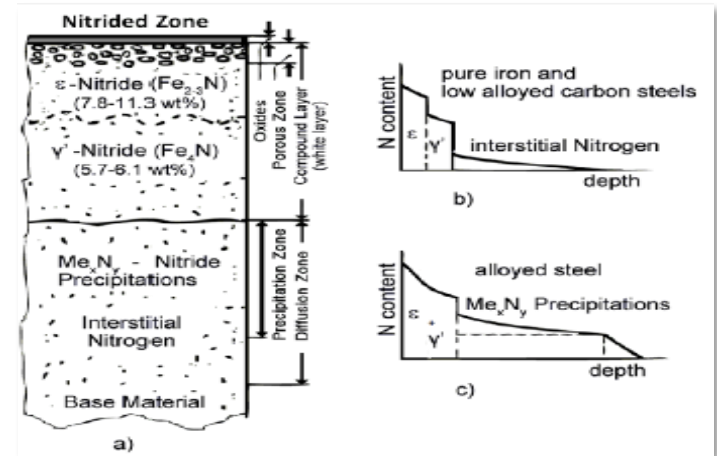 Nitrided Zone
ε-Nitride (Fe2-3N)
(7.8-11.3 wt%)
γ'-Nitride (Fe4N)
(5.7-6.1 wt%)
MexNy - Nitride
Precipitations
Interstitial
Nitrogen
Base Material
a)
Oxides
Porous Zone
Compound Layer
(white layer)
Precipitation Zone
Diffusion Zone
N content
pure iron and
low alloyed carbon steels
ε γ'
interstitial Nitrogen
depth
b)
N content
alloyed steel
MexNy Precipitations
ε
γ'
depth
c)